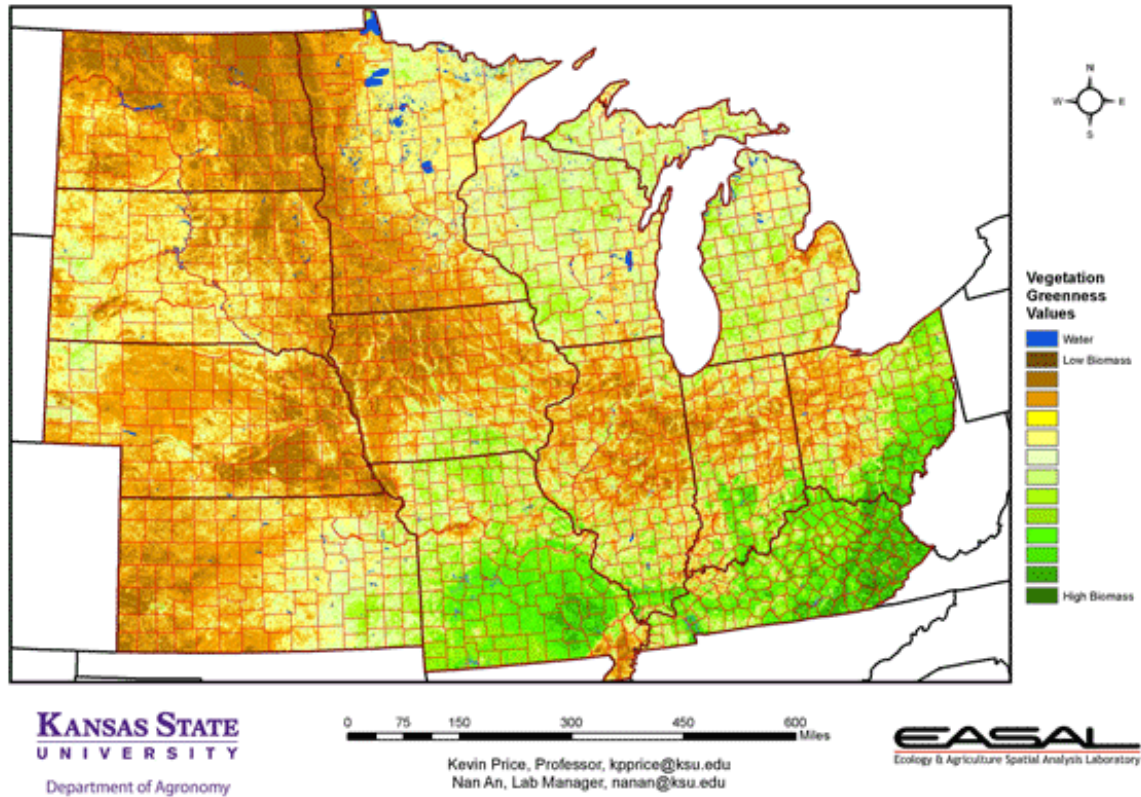 N
W E
S
Vegetation
Greenness
Values
Water
Low Biomass
High Biomass
KANSAS STATE
UNIVERSITY
Department of Agronomy
0 75 150 300 450 600
Miles
Kevin Price, Professor, kpprice@ksu.edu
Nan An, Lab Manager, nanan@ksu.edu
EASAL
Ecology & Agriculture Spatial Analysis Laboratory